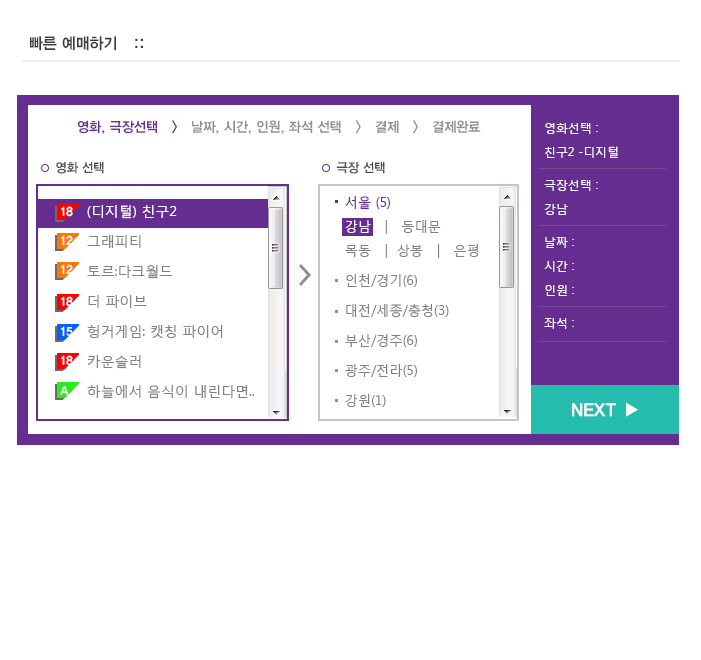 빠른 예매하기 ::
영화, 극장선택 〉 날짜, 시간, 인원, 좌석 선택 〉 결제 〉 결제완료
영화 선택
18 (디지털) 친구2
12 그래피티
12 토르:다크월드
18 더 파이브
15 헝거게임: 캣칭 파이어
18 카운슬러
A 하늘에서 음식이 내린다면..
극장 선택
서울 (5)
강남 | 동대문
목동 | 상봉 | 은평
인천/경기(6)
대전/세종/충청(3)
부산/경주(6)
광주/전라(5)
강원(1)
영화선택 :
친구2 -디지털
극장선택 :
강남
날짜 :
시간 :
인원 :
좌석 :
NEXT ▶